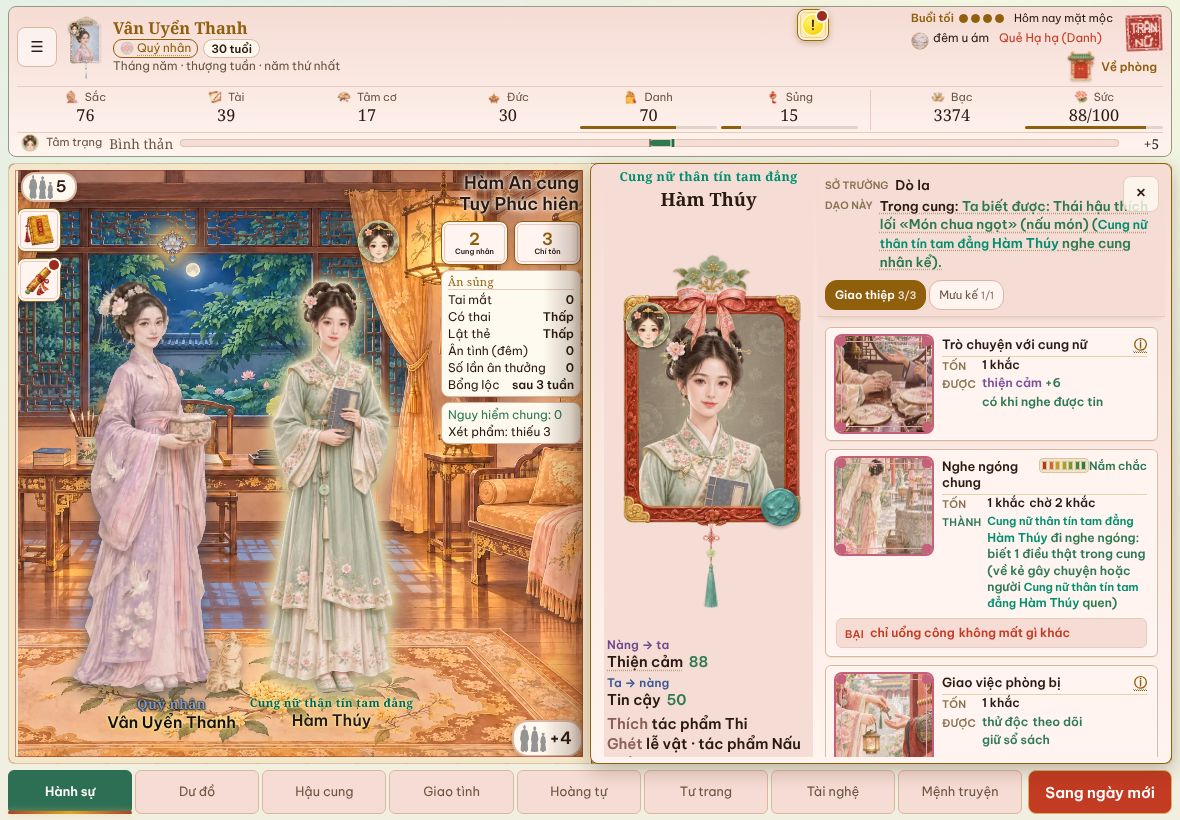 ☰
Vân Uyển Thanh
Quý nhân
30 tuổi
Tháng năm · thượng tuần · năm thứ nhất
!
Buổi tối
Hôm nay mặt mộc
đêm u ám
Quẻ Hạ hạ (Danh)
TRÂN NỮ
Về phòng
Sắc
76
Tài
39
Tâm cơ
17
Đức
30
Danh
70
Sủng
15
Bạc
3374
Sức
88/100
Tâm trạng
Bình thản
+5
5
Hàm An cung
Tuy Phúc hiên
2
Cung nhân
3
Chí tôn
Ân sủng
Tai mắt 0
Có thai Thấp
Lật thẻ Thấp
Ân tình (đêm) 0
Số lần ân thưởng 0
Bổng lộc sau 3 tuần
Nguy hiểm chung: 0
Xét phẩm: thiếu 3
Quý nhân
Vân Uyển Thanh
Cung nữ thân tín tam đẳng
Hàm Thúy
+4
Cung nữ thân tín tam đẳng
Hàm Thúy
Nàng → ta
Thiện cảm 88
Ta → nàng
Tin cậy 50
Thích tác phẩm Thi
Ghét lễ vật · tác phẩm Nấu
SỞ TRƯỜNG Dò la
×
DẠO NÀY Trong cung: Ta biết được: Thái hậu thích
lối «Món chua ngọt» (nấu món) (Cung nữ
thân tín tam đẳng Hàm Thúy nghe cung
nhân kể).
Giao thiệp 3/3
Mưu kế 1/1
Trò chuyện với cung nữ
TỐN 1 khắc
ĐƯỢC thiện cảm +6
có khi nghe được tin
Nghe ngóng
chung
Nắm chắc
TỐN 1 khắc chờ 2 khắc
THÀNH Cung nữ thân tín tam đẳng
Hàm Thúy đi nghe ngóng:
biết 1 điều thật trong cung
(về kẻ gây chuyện hoặc
người Cung nữ thân tín tam
đẳng Hàm Thúy quen)
BẠI chỉ uổng công không mất gì khác
Giao việc phòng bị
TỐN 1 khắc
ĐƯỢC thử độc theo dõi
giữ sổ sách
Hành sự
Dư đồ
Hậu cung
Giao tình
Hoàng tự
Tư trang
Tài nghệ
Mệnh truyện
Sang ngày mới